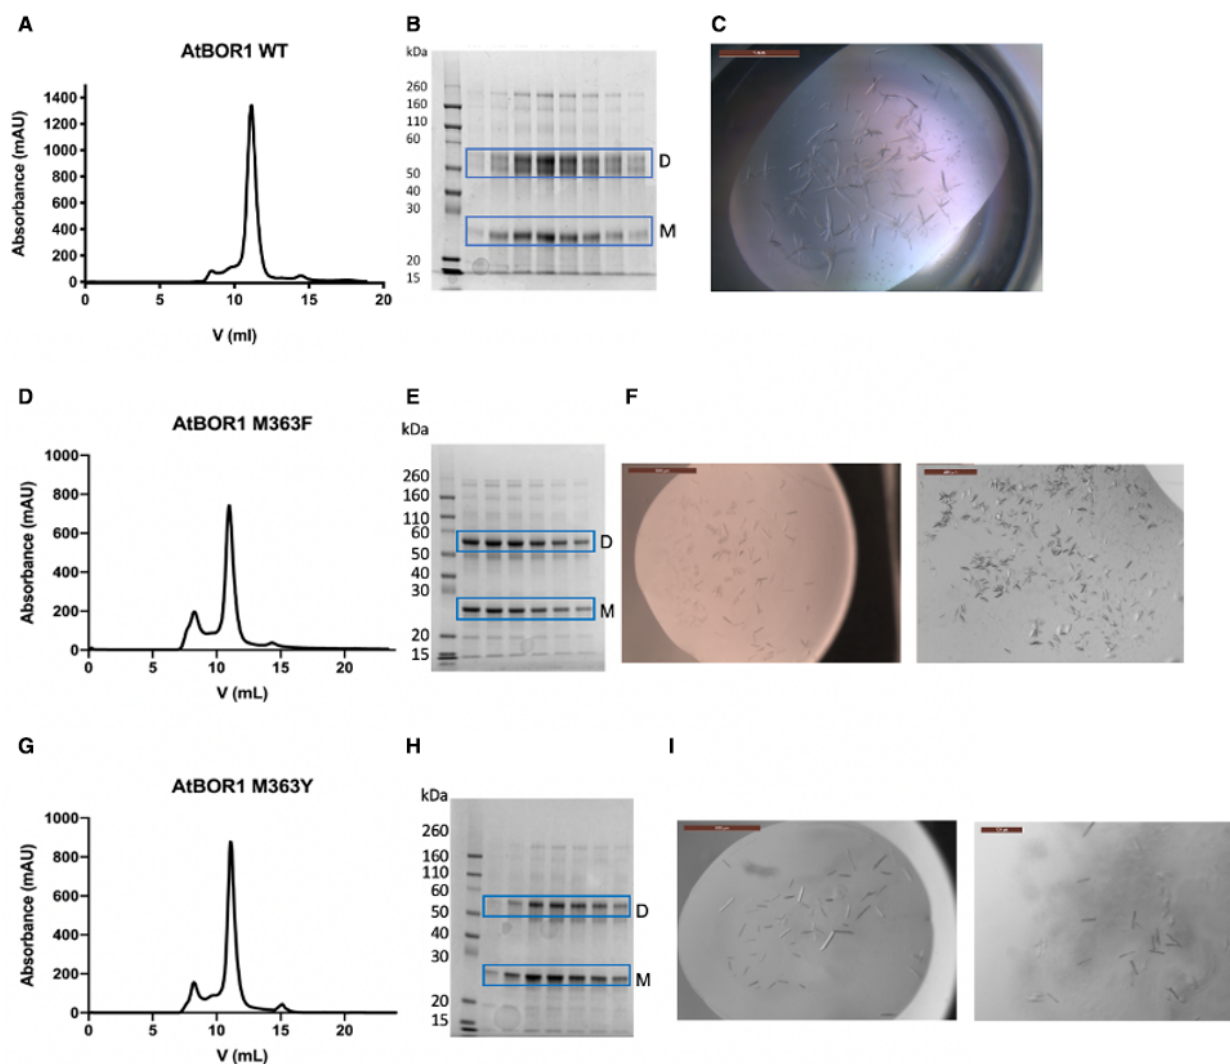 A
AtBOR1 WT
Absorbance (mAU)
1400
1200
1000
800
600
400
200
0
0 5 10 15 20
V (ml)
B
kDa
260
160
110
60
50
40
30
20
15
D
M
C
D
AtBOR1 M363F
Absorbance (mAU)
1000
800
600
400
200
0
0 5 10 15 20
V (mL)
E
kDa
260
160
110
60
50
40
30
20
15
D
M
F
G
AtBOR1 M363Y
Absorbance (mAU)
1000
800
600
400
200
0
0 5 10 15 20
V (mL)
H
kDa
260
160
110
60
50
40
30
20
15
D
M
I